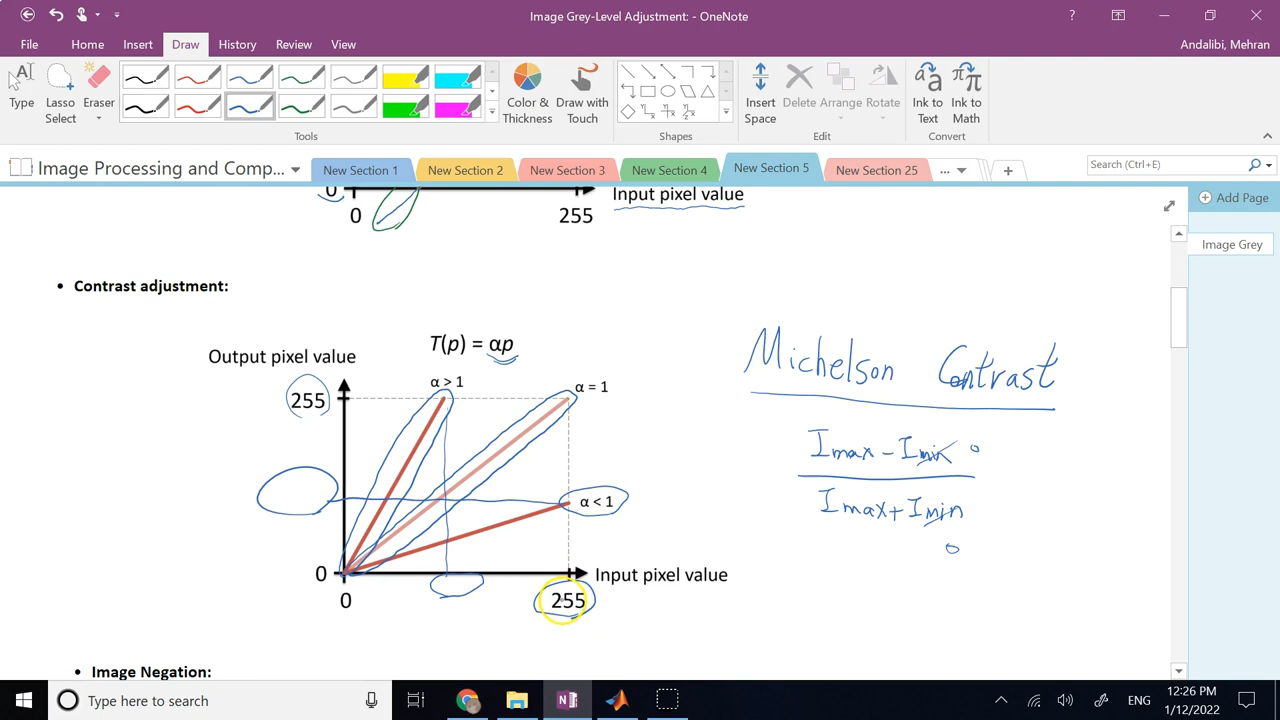 Image Grey-Level Adjustment: - OneNote
?
File Home Insert Draw History Review View
Andalibi, Mehran
Type
Lasso Select
Eraser
Color & Thickness
Draw with Touch
Insert Space
Delete
Arrange
Rotate
Ink to Text
Ink to Math
Tools
Shapes
Edit
Convert
Image Processing and Comp...
New Section 1
New Section 2
New Section 3
New Section 4
New Section 5
New Section 25
...
Search (Ctrl+E)
Add Page
Image Grey
0
Input pixel value
0
255
• Contrast adjustment:
T(p) = αp
Output pixel value
α > 1
α = 1
255
α < 1
0
Input pixel value
0
255
Michelson Contrast
Imax - Imin 0
Imax + Imin
0
• Image Negation:
Type here to search
ENG
12:26 PM
1/12/2022